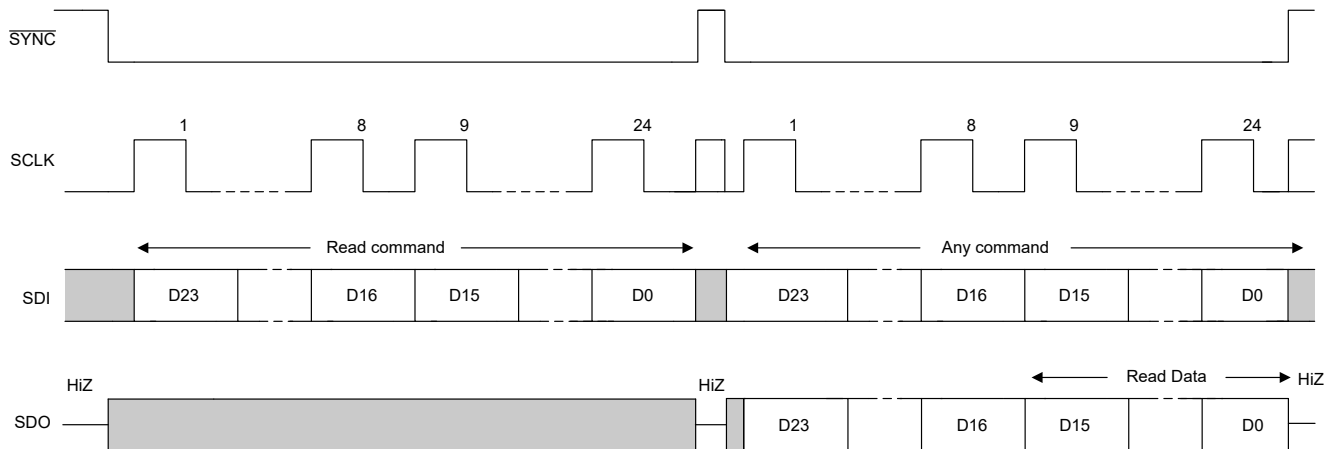 SYNC
1 8 9 24 1 8 9 24
SCLK
Read command Any command
SDI D23 D16 D15 D0 D23 D16 D15 D0
HiZ HiZ Read Data HiZ
SDO D23 D16 D15 D0